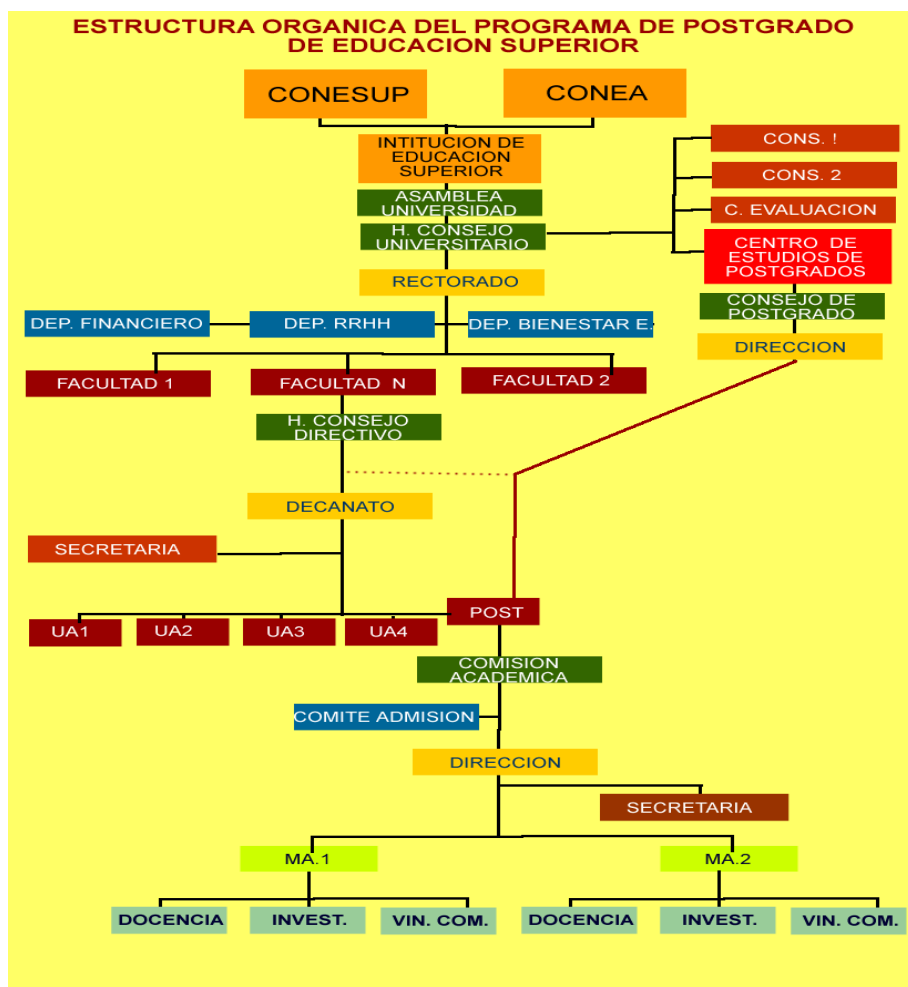 ESTRUCTURA ORGANICA DEL PROGRAMA DE POSTGRADO
DE EDUCACION SUPERIOR
CONESUP
CONEA
INTITUCION DE
EDUCACION
SUPERIOR
CONS. !
CONS. 2
C. EVALUACION
ASAMBLEA
UNIVERSIDAD
H. CONSEJO
UNIVERSITARIO
CENTRO DE
ESTUDIOS DE
POSTGRADOS
RECTORADO
CONSEJO DE
POSTGRADO
DEP. FINANCIERO
DEP. RRHH
DEP. BIENESTAR E.
DIRECCION
FACULTAD 1
FACULTAD N
FACULTAD 2
H. CONSEJO
DIRECTIVO
DECANATO
SECRETARIA
POST
UA1
UA2
UA3
UA4
COMISION
ACADEMICA
COMITE ADMISION
DIRECCION
SECRETARIA
MA.1
MA.2
DOCENCIA
INVEST.
VIN. COM.
DOCENCIA
INVEST.
VIN. COM.